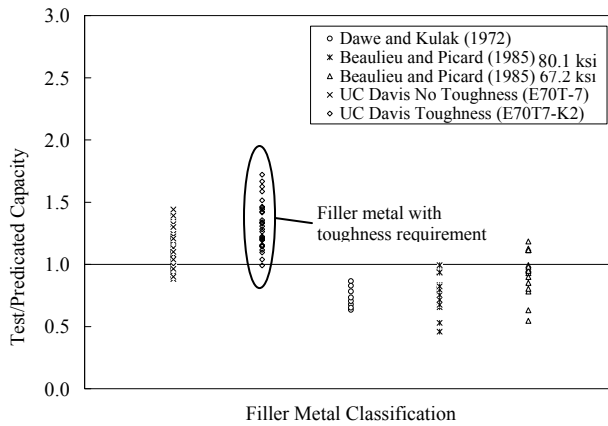 3.0
2.5
2.0
1.5
1.0
0.5
0.0
Test/Predicated Capacity
Dawe and Kulak (1972)
Beaulieu and Picard (1985) 80.1 ksi
Beaulieu and Picard (1985) 67.2 ksi
UC Davis No Toughness (E70T-7)
UC Davis Toughness (E70T7-K2)
Filler metal with
toughness requirement
Filler Metal Classification